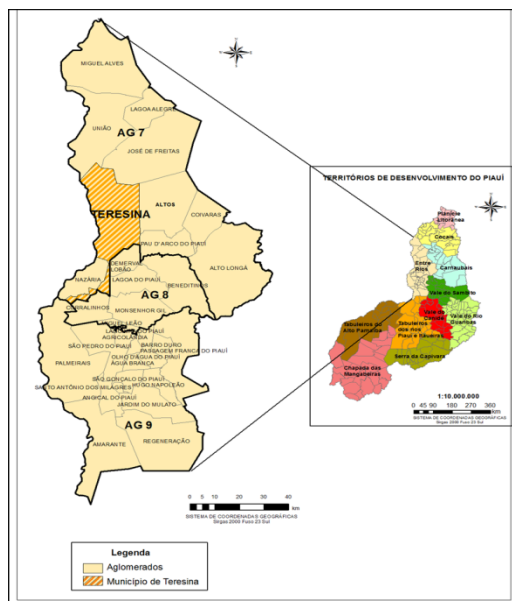 MIGUEL ALVES
LAGOA ALEGRE
AG 7
UNIÃO
JOSÉ DE FREITAS
TERESINA
ALTOS
COIVARAS
PAU D'ARCO DO PIAUÍ
ALTO LONGÁ
DEMERVAL
LOBÃO
NAZÁRIA
LAGOA DO PIAUÍ
BENEDITINOS
AG 8
CURRALINHOS
MONSENHOR GIL
MIGUEL LEÃO
AGRICOLÂNDIA
SÃO PEDRO DO PIAUÍ
BARRO DURO
PASSAGEM FRANCA DO PIAUÍ
PALMEIRAIS
OLHO D'ÁGUA DO PIAUÍ
ÁGUA BRANCA
SÃO GONÇALO DO PIAUÍ
SANTO ANTÔNIO DOS MILAGRES
HUGO NAPOLEÃO
ANGICAL DO PIAUÍ
JARDIM DO MULATO
AG 9
AMARANTE
REGENERAÇÃO
0 5 10 20 30 40
km
SISTEMA DE COORDENADAS GEOGRÁFICAS
Sirgas 2000 Fuso 23 Sul
Legenda
Aglomerados
Município de Teresina
TERRITÓRIOS DE DESENVOLVIMENTO DO PIAUÍ
Planície
Litorânea
Cocais
Entre
Rios
Carnaubais
Vale do Sambito
Vale do
Canindé
Vale do Rio
Guaribas
Tabuleiros do
Alto Parnaíba
Tabuleiros
dos rios
Piauí e Itaueiras
Serra da Capivara
Chapada das
Mangabeiras
1:10.000.000
0 45 90 180 270 360
km
SISTEMA DE COORDENADAS GEOGRÁFICAS
Sirgas 2000 Fuso 23 Sul